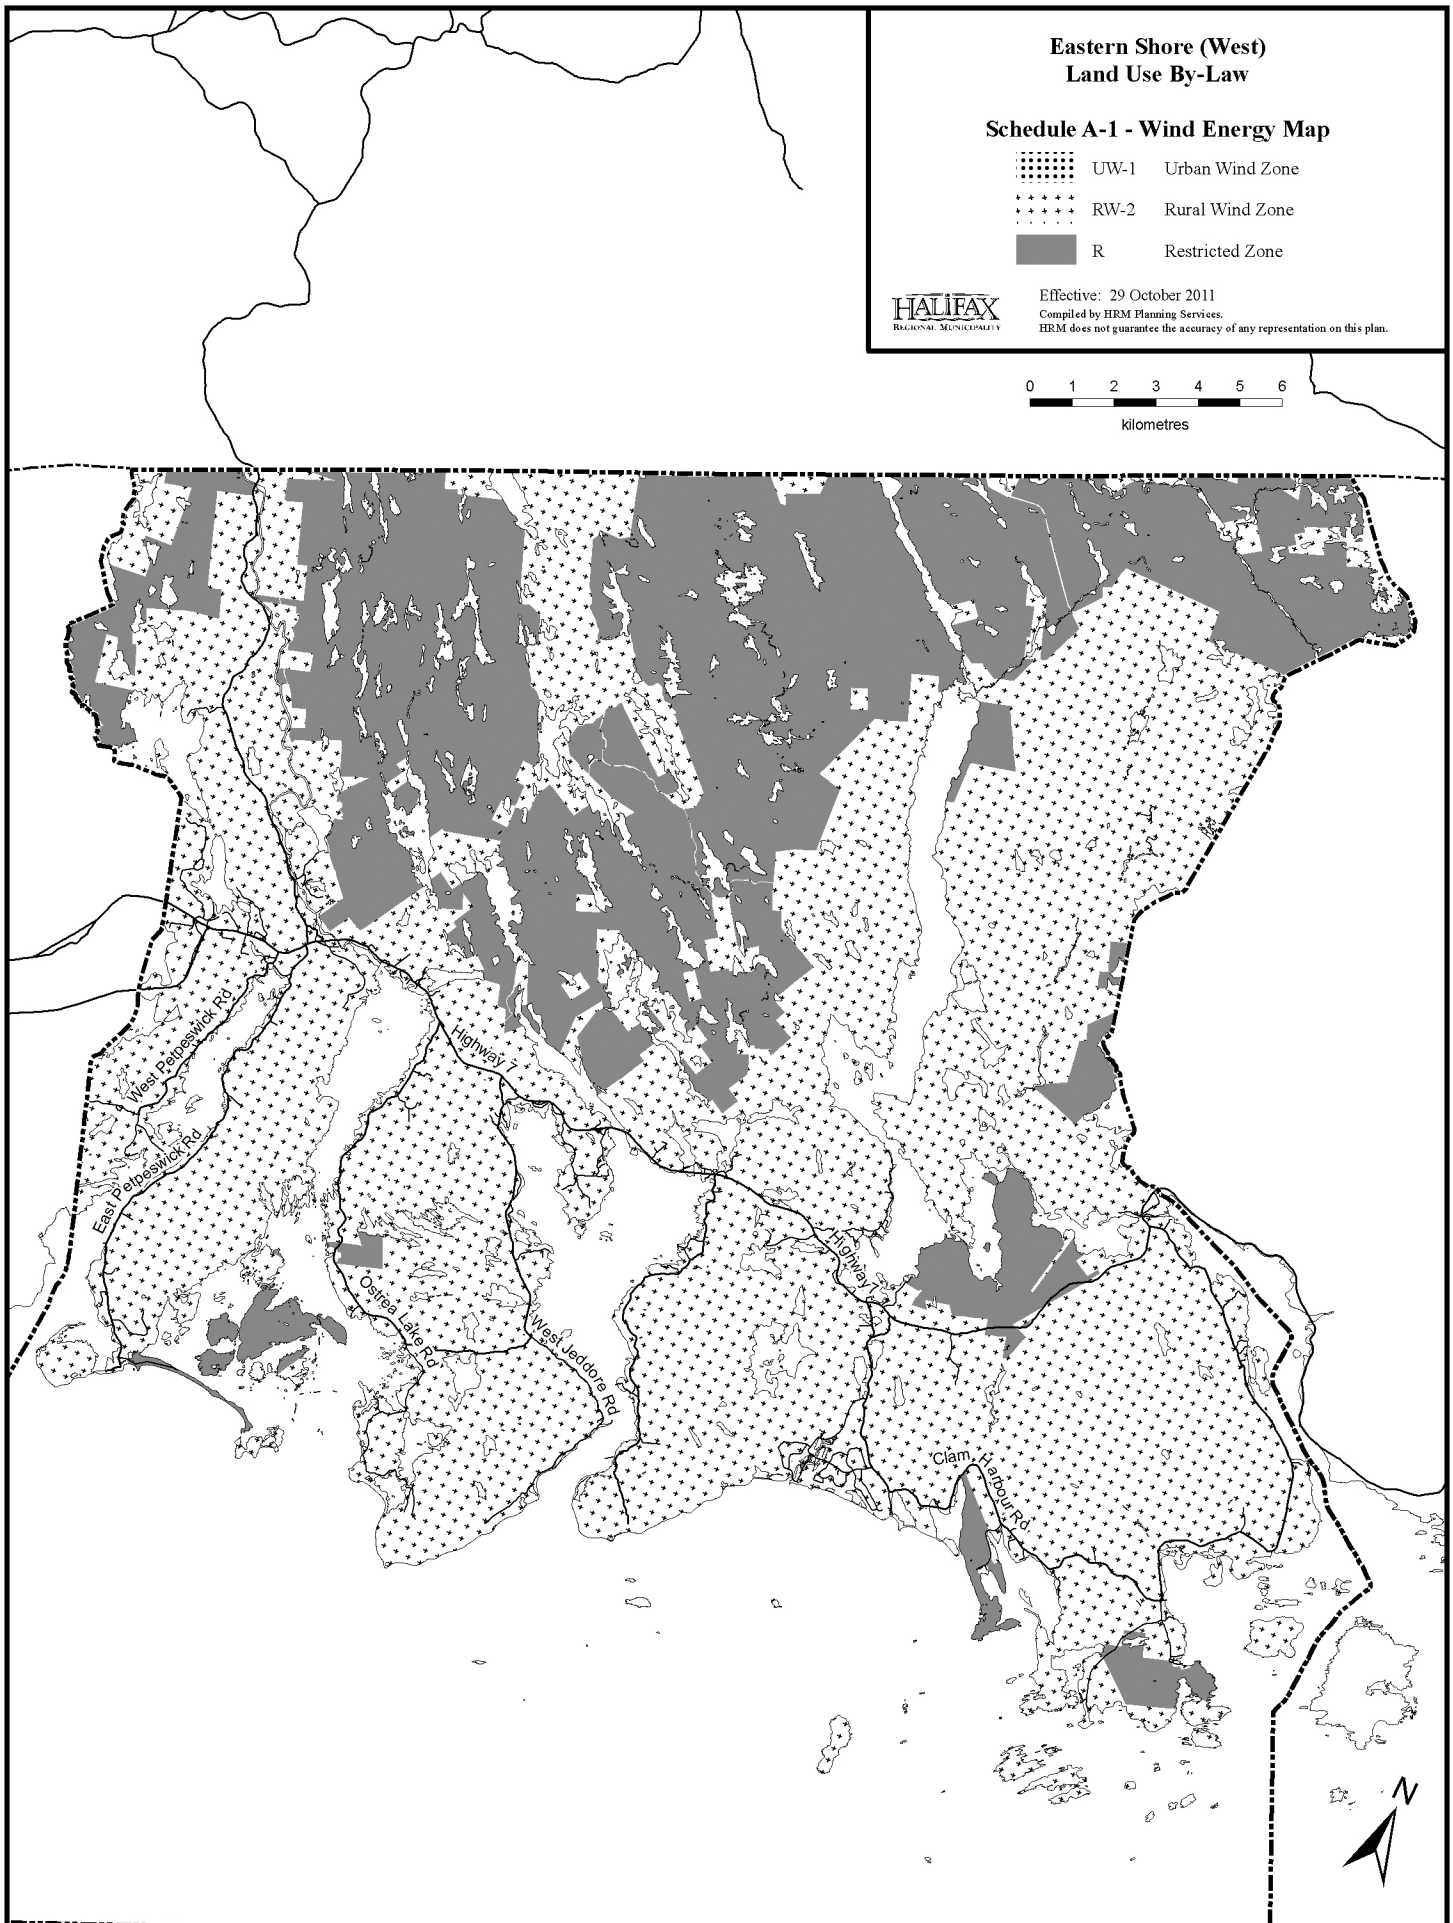 Eastern Shore (West)
Land Use By-Law
Schedule A-1 - Wind Energy Map
UW-1 Urban Wind Zone
RW-2 Rural Wind Zone
R Restricted Zone
HALIFAX
REGIONAL MUNICIPALITY
Effective: 29 October 2011
Compiled by HRM Planning Services.
HRM does not guarantee the accuracy of any representation on this plan.
0 1 2 3 4 5 6
kilometres
West Petpeswick Rd
Highway 7
East Petpeswick Rd
Highway 7
Ostrea Lake Rd
West Jeddore Rd
Clam Harbour Rd.
N